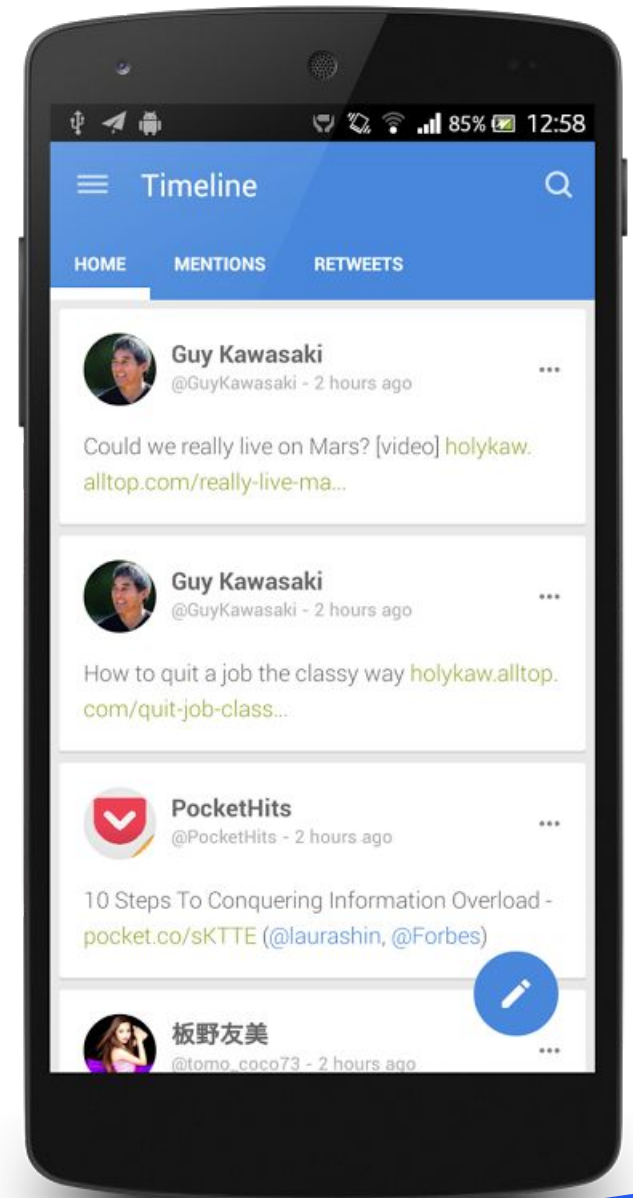 85% 12:58
Timeline
HOME MENTIONS RETWEETS
Guy Kawasaki
@GuyKawasaki - 2 hours ago
Could we really live on Mars? [video] holykaw.
alltop.com/really-live-ma...
Guy Kawasaki
@GuyKawasaki - 2 hours ago
How to quit a job the classy way holykaw.alltop.
com/quit-job-class...
PocketHits
@PocketHits - 2 hours ago
10 Steps To Conquering Information Overload -
pocket.co/sKTTE (@laurashin, @Forbes)
板野友美
@tomo_coco73 - 2 hours ago